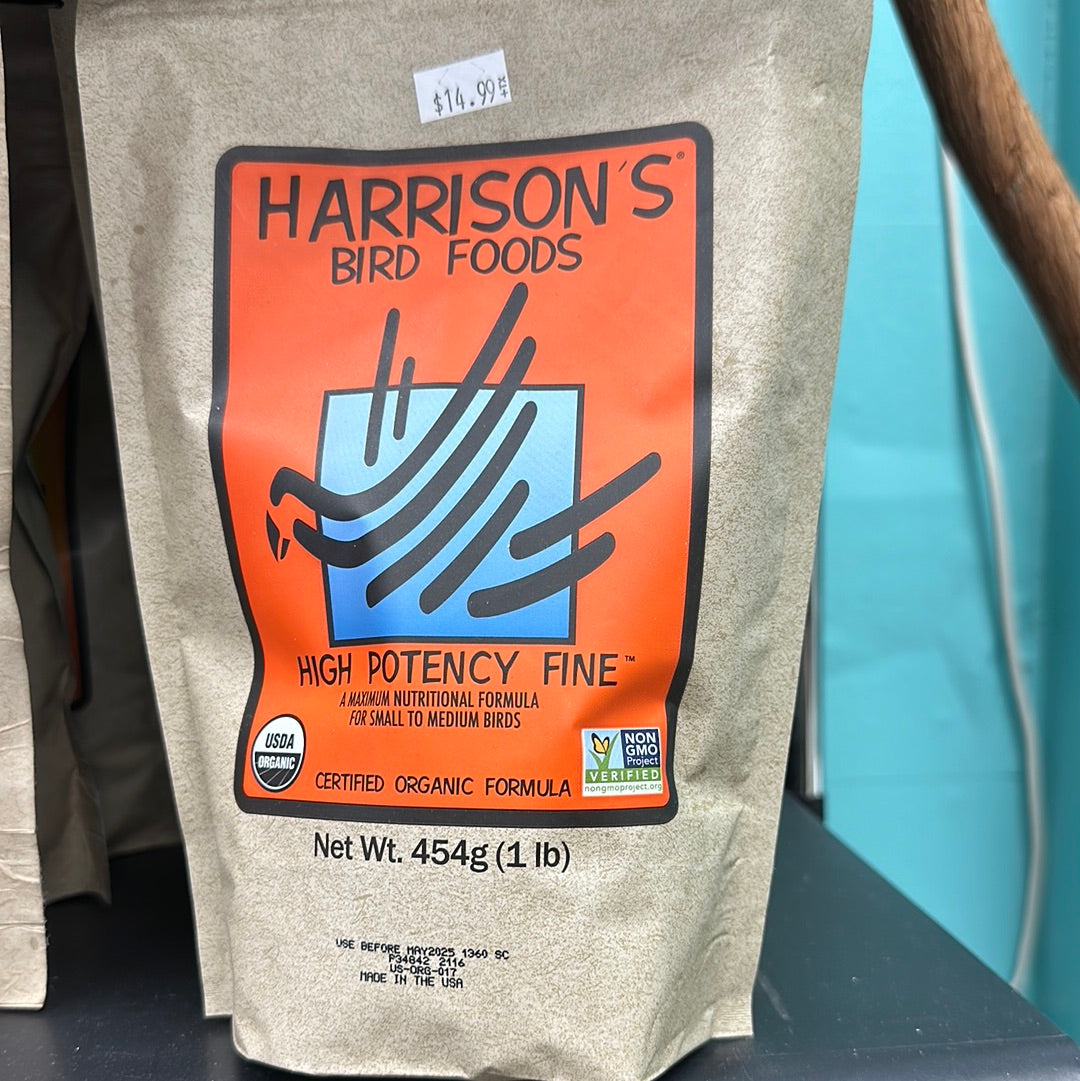 $14.99
HARRISON'S®
BIRD FOODS
HIGH POTENCY FINE™
A MAXIMUM NUTRITIONAL FORMULA
FOR SMALL TO MEDIUM BIRDS
USDA
ORGANIC
NON
GMO
Project
VERIFIED
nongmoproject.org
CERTIFIED ORGANIC FORMULA
Net Wt. 454g (1 lb)
USE BEFORE MAY2025 1360 SC
P34842 2116
US-ORG-017
MADE IN THE USA